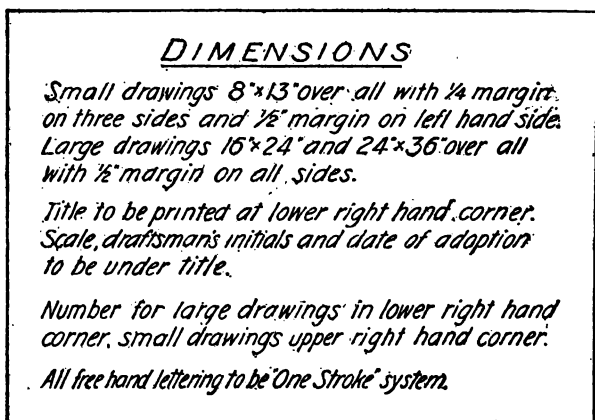 DIMENSIONS
Small drawings 8"×13" over all with ¼ margin
on three sides and ½" margin on left hand side.
Large drawings 16"×24" and 24"×36" over all
with ½" margin on all sides.
Title to be printed at lower right hand corner.
Scale, draftsman's initials and date of adoption
to be under title.
Number for large drawings in lower right hand
corner, small drawings upper right hand corner.
All free hand lettering to be "One Stroke" system.